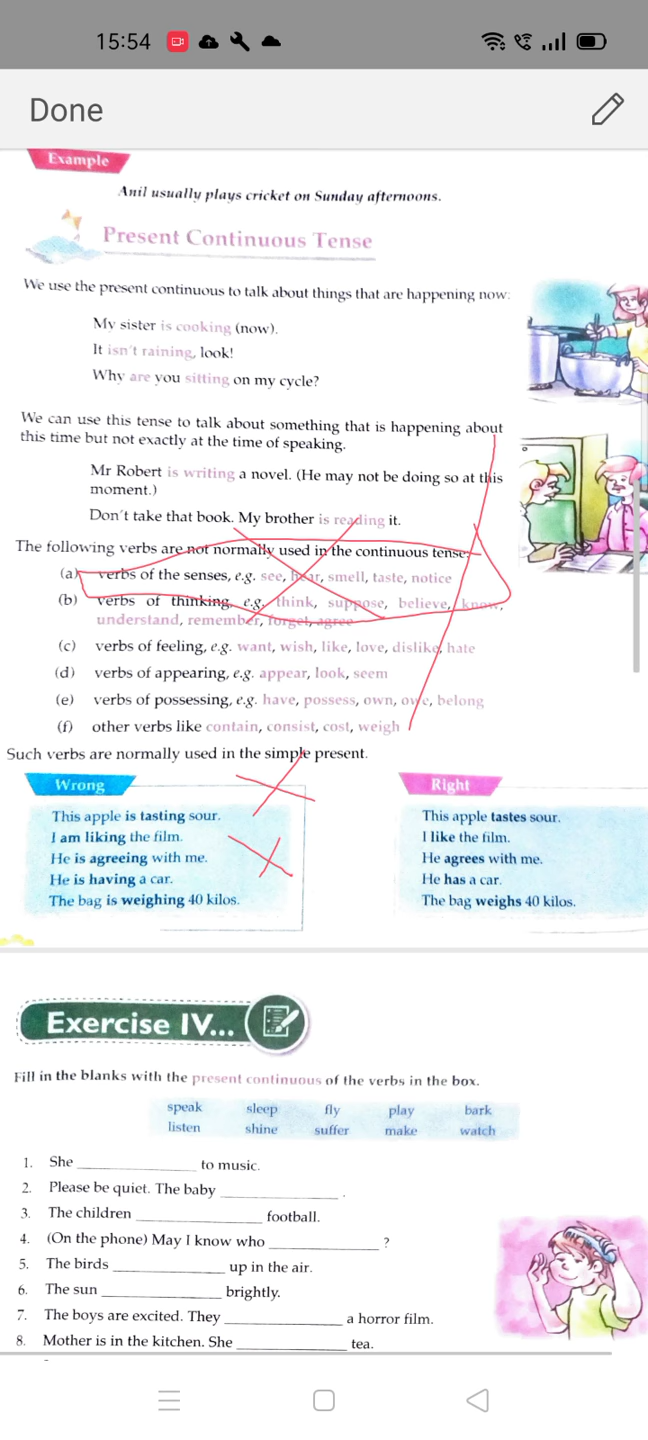 15:54
Done
Example
Anil usually plays cricket on Sunday afternoons.
Present Continuous Tense
We use the present continuous to talk about things that are happening now:
My sister is cooking (now).
It isn't raining, look!
Why are you sitting on my cycle?
We can use this tense to talk about something that is happening about
this time but not exactly at the time of speaking.
Mr Robert is writing a novel. (He may not be doing so at this
moment.)
Don't take that book. My brother is reading it.
The following verbs are not normally used in the continuous tense:
(a) verbs of the senses, e.g. see, hear, smell, taste, notice
(b) verbs of thinking, e.g. think, suppose, believe, know,
understand, remember, forget, agree
(c) verbs of feeling, e.g. want, wish, like, love, dislike, hate
(d) verbs of appearing, e.g. appear, look, seem
(e) verbs of possessing, e.g. have, possess, own, owe, belong
(f) other verbs like contain, consist, cost, weigh
Such verbs are normally used in the simple present.
Wrong Right
This apple is tasting sour. This apple tastes sour.
I am liking the film. I like the film.
He is agreeing with me. He agrees with me.
He is having a car. He has a car.
The bag is weighing 40 kilos. The bag weighs 40 kilos.
Exercise IV...
Fill in the blanks with the present continuous of the verbs in the box.
speak sleep fly play bark
listen shine suffer make watch
1. She ______________ to music.
2. Please be quiet. The baby ______________ .
3. The children ______________ football.
4. (On the phone) May I know who ______________ ?
5. The birds ______________ up in the air.
6. The sun ______________ brightly.
7. The boys are excited. They ______________ a horror film.
8. Mother is in the kitchen. She ______________ tea.